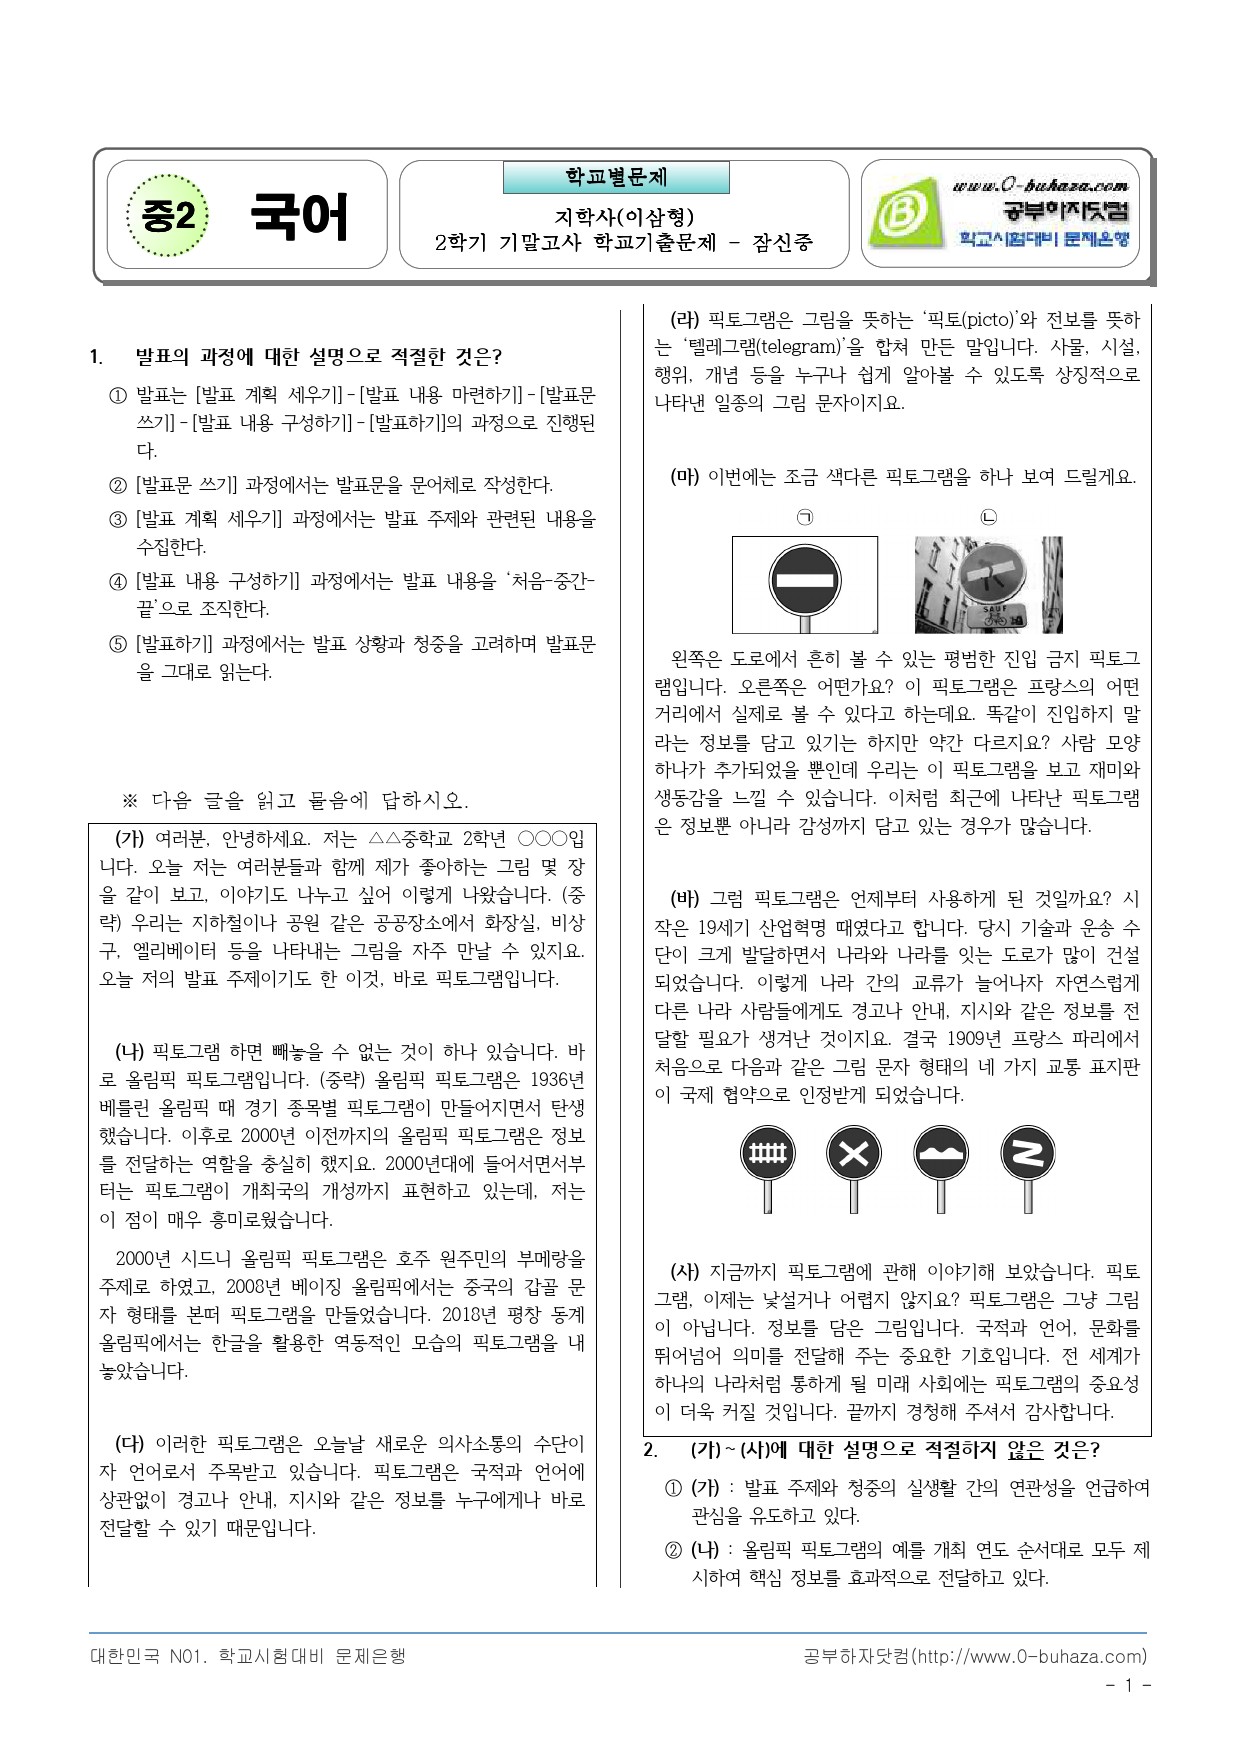 중2 국어
학교별문제
지학사(이삼형)
2학기 기말고사 학교기출문제 - 잠신중
www.0-buhaza.com
공부하자닷컴
학교시험대비 문제은행
1. 발표의 과정에 대한 설명으로 적절한 것은?
① 발표는 [발표 계획 세우기]-[발표 내용 마련하기]-[발표문
쓰기]-[발표 내용 구성하기]-[발표하기]의 과정으로 진행된
다.
② [발표문 쓰기] 과정에서는 발표문을 문어체로 작성한다.
③ [발표 계획 세우기] 과정에서는 발표 주제와 관련된 내용을
수집한다.
④ [발표 내용 구성하기] 과정에서는 발표 내용을 ‘처음-중간-
끝’으로 조직한다.
⑤ [발표하기] 과정에서는 발표 상황과 청중을 고려하며 발표문
을 그대로 읽는다.
※ 다음 글을 읽고 물음에 답하시오.
(가) 여러분, 안녕하세요. 저는 △△중학교 2학년 ○○○입
니다. 오늘 저는 여러분들과 함께 제가 좋아하는 그림 몇 장
을 같이 보고, 이야기도 나누고 싶어 이렇게 나왔습니다. (중
략) 우리는 지하철이나 공원 같은 공공장소에서 화장실, 비상
구, 엘리베이터 등을 나타내는 그림을 자주 만날 수 있지요.
오늘 저의 발표 주제이기도 한 이것, 바로 픽토그램입니다.
(나) 픽토그램 하면 빼놓을 수 없는 것이 하나 있습니다. 바
로 올림픽 픽토그램입니다. (중략) 올림픽 픽토그램은 1936년
베를린 올림픽 때 경기 종목별 픽토그램이 만들어지면서 탄생
했습니다. 이후로 2000년 이전까지의 올림픽 픽토그램은 정보
를 전달하는 역할을 충실히 했지요. 2000년대에 들어서면서부
터는 픽토그램이 개최국의 개성까지 표현하고 있는데, 저는
이 점이 매우 흥미로웠습니다.
2000년 시드니 올림픽 픽토그램은 호주 원주민의 부메랑을
주제로 하였고, 2008년 베이징 올림픽에서는 중국의 갑골 문
자 형태를 본떠 픽토그램을 만들었습니다. 2018년 평창 동계
올림픽에서는 한글을 활용한 역동적인 모습의 픽토그램을 내
놓았습니다.
(다) 이러한 픽토그램은 오늘날 새로운 의사소통의 수단이
자 언어로서 주목받고 있습니다. 픽토그램은 국적과 언어에
상관없이 경고나 안내, 지시와 같은 정보를 누구에게나 바로
전달할 수 있기 때문입니다.
(라) 픽토그램은 그림을 뜻하는 ‘픽토(picto)’와 전보를 뜻하
는 ‘텔레그램(telegram)’을 합쳐 만든 말입니다. 사물, 시설,
행위, 개념 등을 누구나 쉽게 알아볼 수 있도록 상징적으로
나타낸 일종의 그림 문자이지요.
(마) 이번에는 조금 색다른 픽토그램을 하나 보여 드릴게요.
㉠ ㉡
SAUF
왼쪽은 도로에서 흔히 볼 수 있는 평범한 진입 금지 픽토그
램입니다. 오른쪽은 어떤가요? 이 픽토그램은 프랑스의 어떤
거리에서 실제로 볼 수 있다고 하는데요. 똑같이 진입하지 말
라는 정보를 담고 있기는 하지만 약간 다르지요? 사람 모양
하나가 추가되었을 뿐인데 우리는 이 픽토그램을 보고 재미와
생동감을 느낄 수 있습니다. 이처럼 최근에 나타난 픽토그램
은 정보뿐 아니라 감성까지 담고 있는 경우가 많습니다.
(바) 그럼 픽토그램은 언제부터 사용하게 된 것일까요? 시
작은 19세기 산업혁명 때였다고 합니다. 당시 기술과 운송 수
단이 크게 발달하면서 나라와 나라를 잇는 도로가 많이 건설
되었습니다. 이렇게 나라 간의 교류가 늘어나자 자연스럽게
다른 나라 사람들에게도 경고나 안내, 지시와 같은 정보를 전
달할 필요가 생겨난 것이지요. 결국 1909년 프랑스 파리에서
처음으로 다음과 같은 그림 문자 형태의 네 가지 교통 표지판
이 국제 협약으로 인정받게 되었습니다.
(사) 지금까지 픽토그램에 관해 이야기해 보았습니다. 픽토
그램, 이제는 낯설거나 어렵지 않지요? 픽토그램은 그냥 그림
이 아닙니다. 정보를 담은 그림입니다. 국적과 언어, 문화를
뛰어넘어 의미를 전달해 주는 중요한 기호입니다. 전 세계가
하나의 나라처럼 통하게 될 미래 사회에는 픽토그램의 중요성
이 더욱 커질 것입니다. 끝까지 경청해 주셔서 감사합니다.
2. (가)~(사)에 대한 설명으로 적절하지 않은 것은?
① (가) : 발표 주제와 청중의 실생활 간의 연관성을 언급하여
관심을 유도하고 있다.
② (나) : 올림픽 픽토그램의 예를 개최 연도 순서대로 모두 제
시하여 핵심 정보를 효과적으로 전달하고 있다.
대한민국 N01. 학교시험대비 문제은행
공부하자닷컴(http://www.0-buhaza.com)
- 1 -